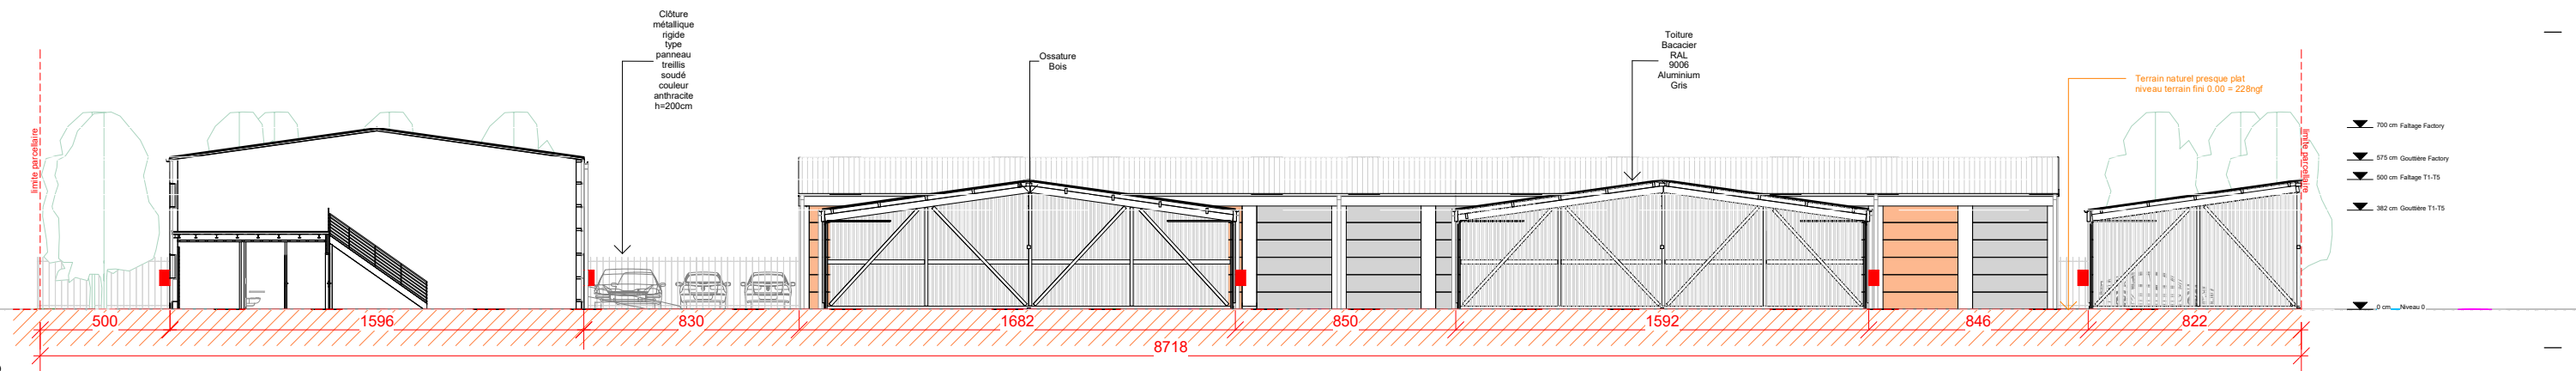 Clôture
métallique
rigide
type
panneau
treillis
soudé
couleur
anthracite
h=200cm
Ossature
Bois
Toiture
Bacacier
RAL
9006
Aluminium
Gris
Terrain naturel presque plat
niveau terrain fini 0.00 = 228ngf
limite parcellaire
limite parcellaire
700 cm Faîtage Factory
575 cm Gouttière Factory
500 cm Faîtage T1-T5
382 cm Gouttière T1-T5
0 cm Niveau 0
500
1596
830
1682
850
1592
846
822
8718